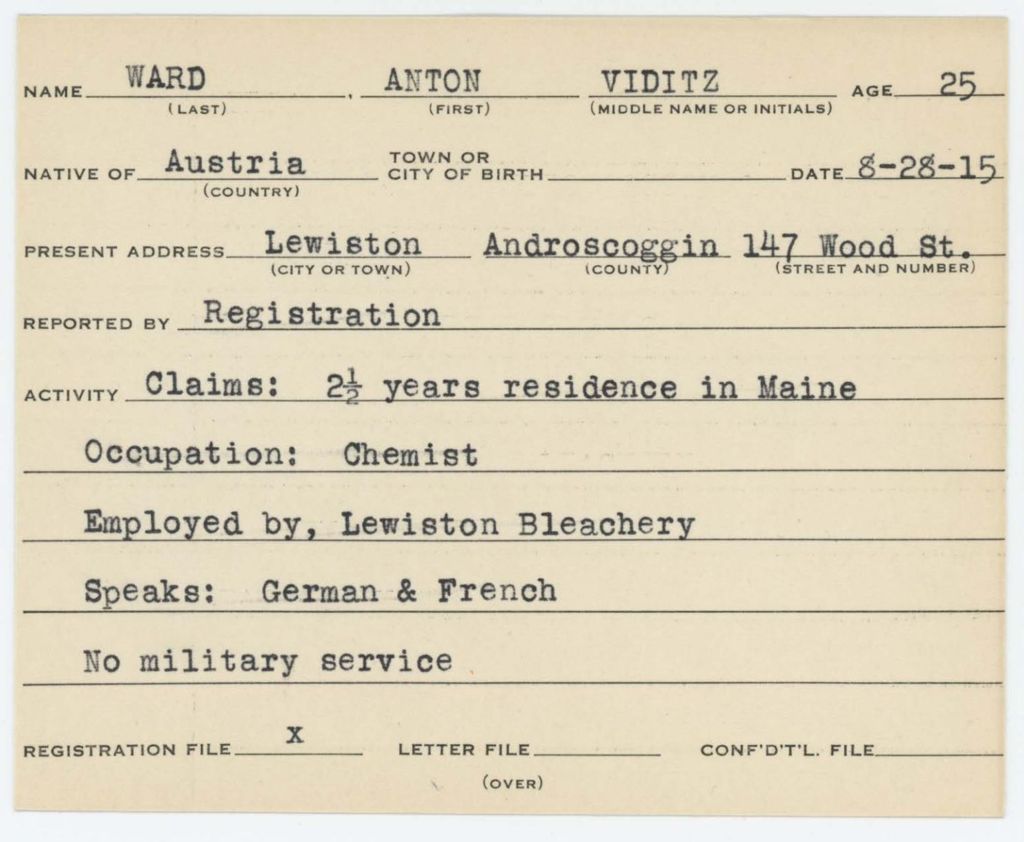 NAME WARD ANTON VIDITZ AGE 25
(LAST) (FIRST) (MIDDLE NAME OR INITIALS)
NATIVE OF Austria TOWN OR CITY OF BIRTH DATE 8-28-15
(COUNTRY)
PRESENT ADDRESS Lewiston Androscoggin 147 Wood St.
(CITY OR TOWN) (COUNTY) (STREET AND NUMBER)
REPORTED BY Registration
ACTIVITY Claims: 2½ years residence in Maine
Occupation: Chemist
Employed by, Lewiston Bleachery
Speaks: German & French
No military service
REGISTRATION FILE x LETTER FILE CONF'D'T'L. FILE
(OVER)